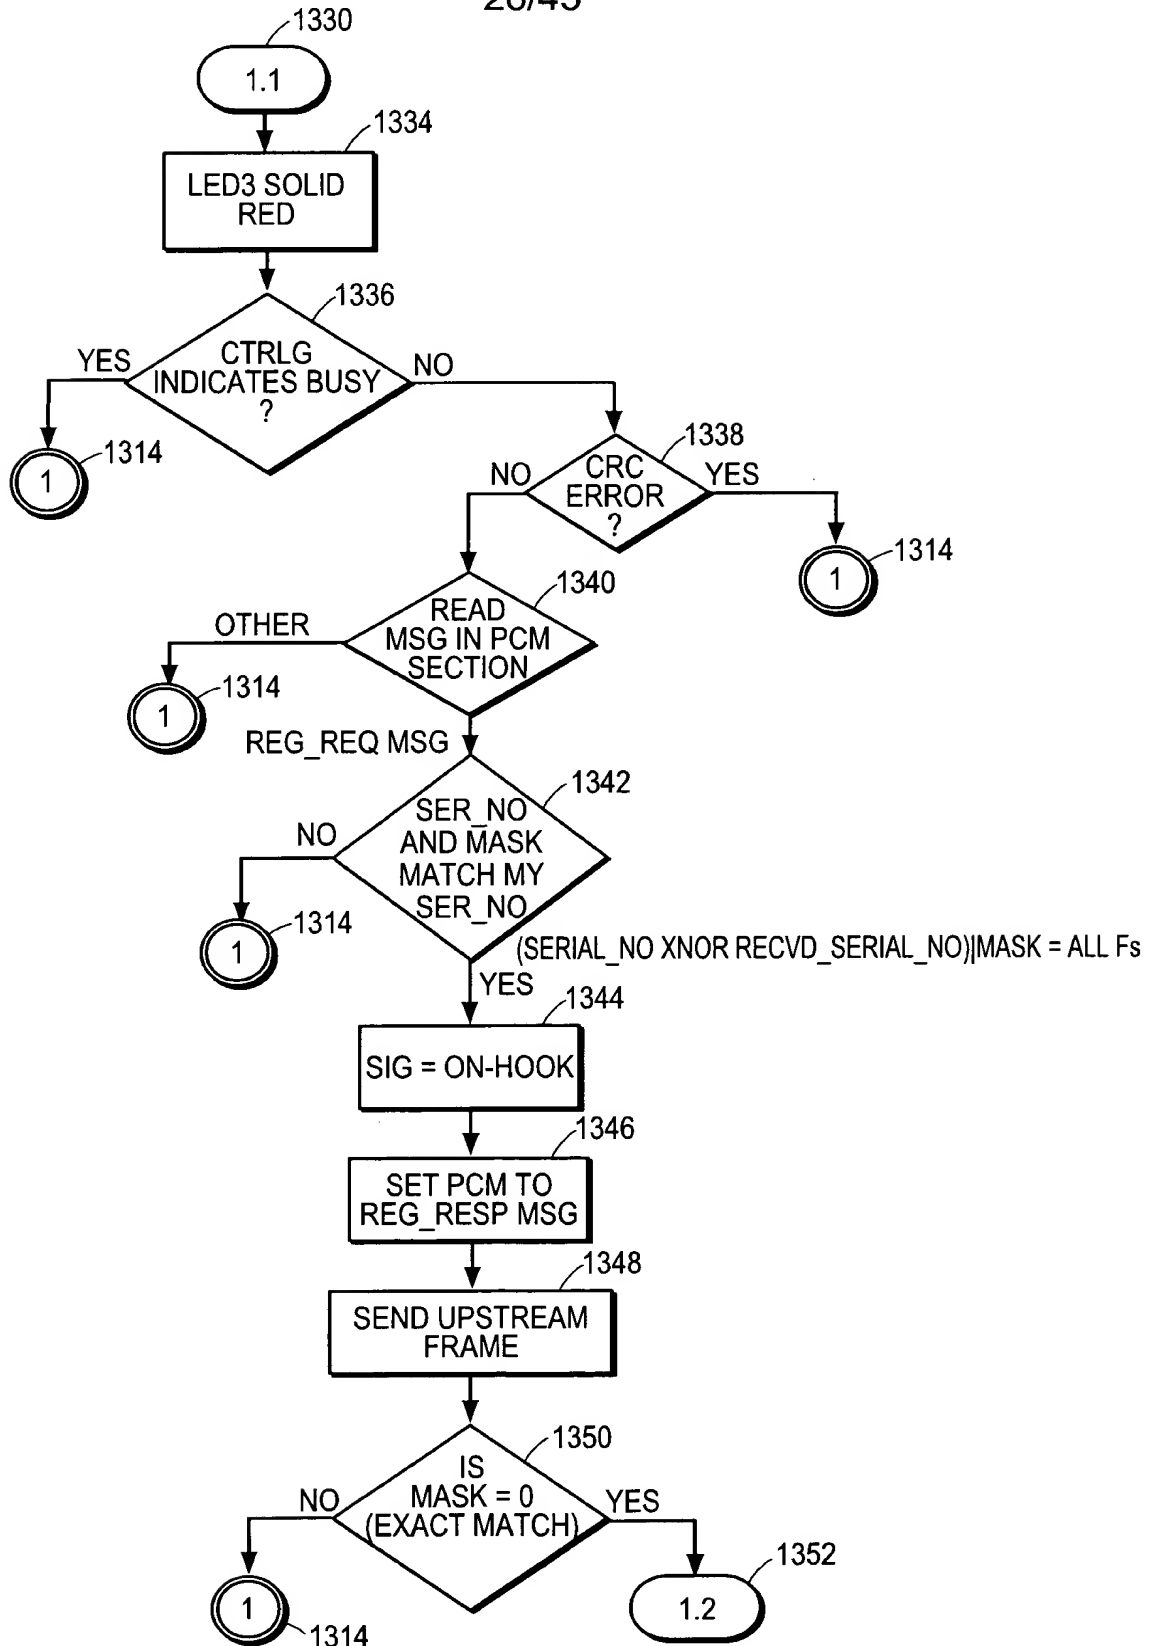 28/45
1330
1.1
1334
LED3 SOLID
RED
1336
CTRLG
INDICATES BUSY
?
YES
NO
1314
1
1338
CRC
ERROR
?
NO
YES
1314
1
1340
READ
MSG IN PCM
SECTION
OTHER
1314
1
REG_REQ MSG
1342
SER_NO
AND MASK
MATCH MY
SER_NO
NO
1314
1
(SERIAL_NO XNOR RECVD_SERIAL_NO)|MASK = ALL Fs
YES
1344
SIG = ON-HOOK
1346
SET PCM TO
REG_RESP MSG
1348
SEND UPSTREAM
FRAME
1350
IS
MASK = 0
(EXACT MATCH)
NO
YES
1352
1
1.2
1314